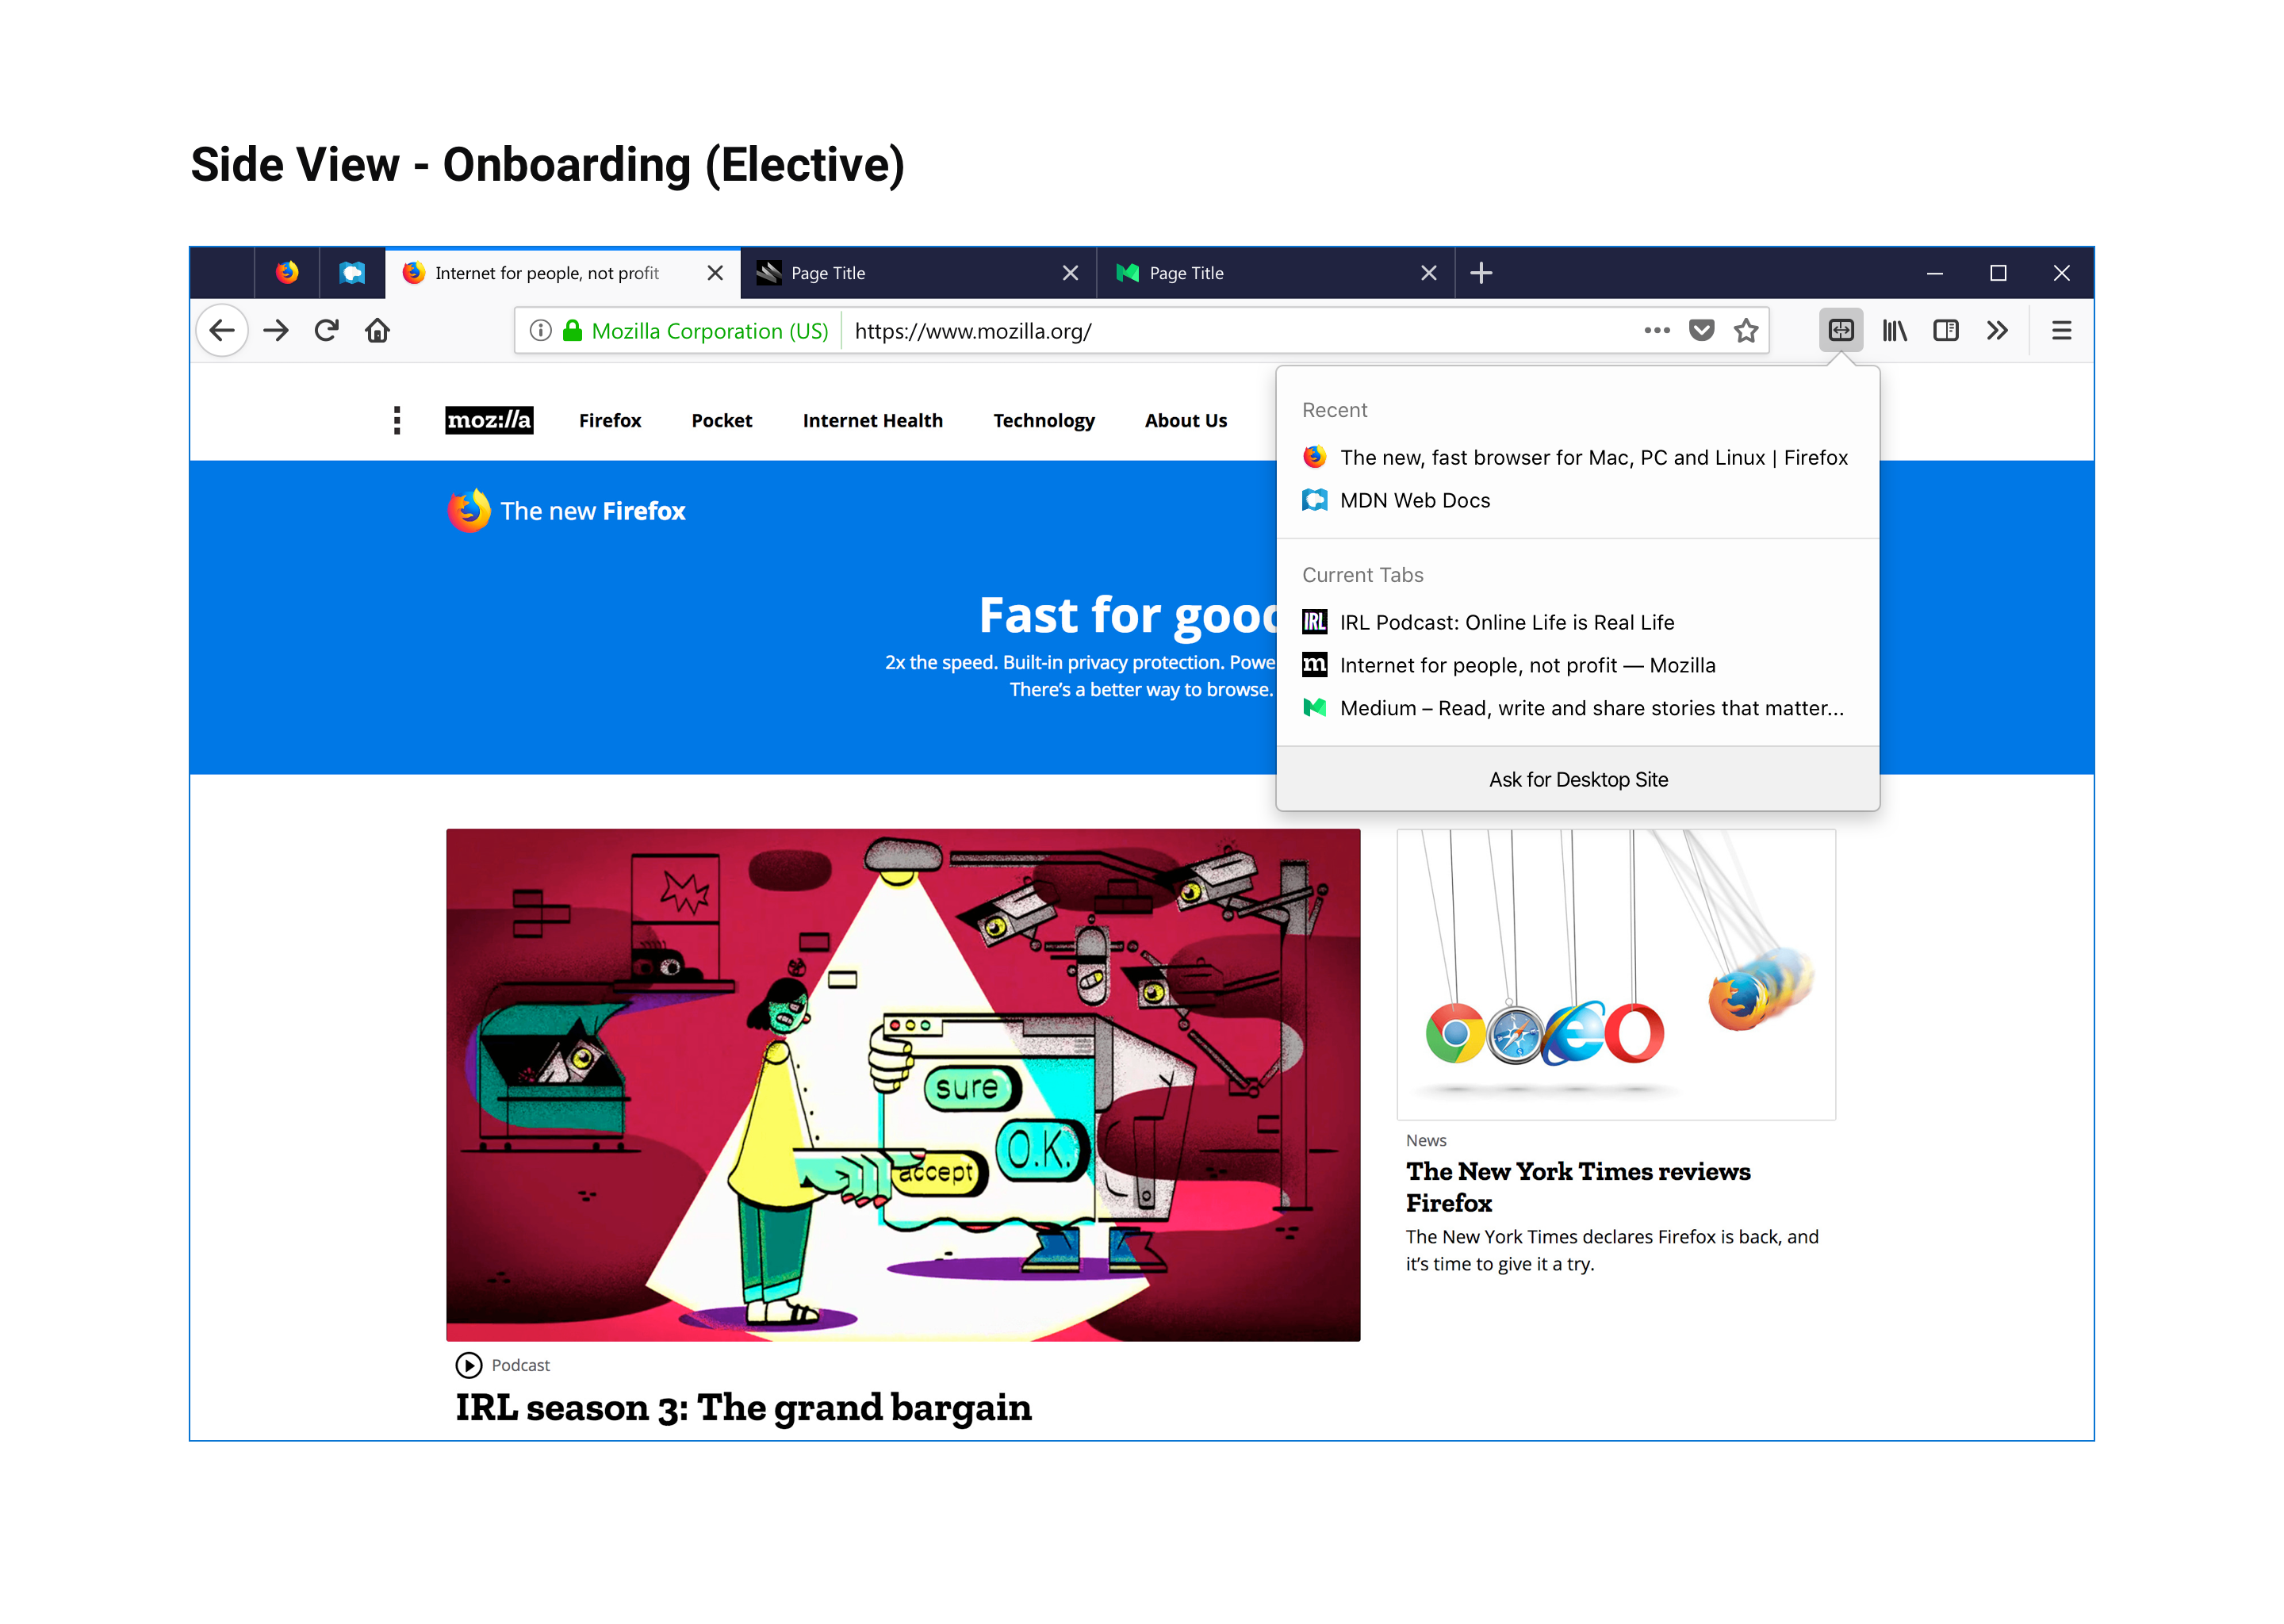 Side View - Onboarding (Elective)
Internet for people, not profit
Page Title
Page Title
Mozilla Corporation (US)
https://www.mozilla.org/
moz://a
Firefox
Pocket
Internet Health
Technology
About Us
Recent
The new, fast browser for Mac, PC and Linux | Firefox
MDN Web Docs
Current Tabs
IRL
IRL Podcast: Online Life is Real Life
m
Internet for people, not profit — Mozilla
Medium – Read, write and share stories that matter...
Ask for Desktop Site
The new Firefox
Fast for good
2x the speed. Built-in privacy protection.
There's a better way to browse.
sure
O.K.
accept
News
The New York Times reviews
Firefox
The New York Times declares Firefox is back, and
it's time to give it a try.
Podcast
IRL season 3: The grand bargain